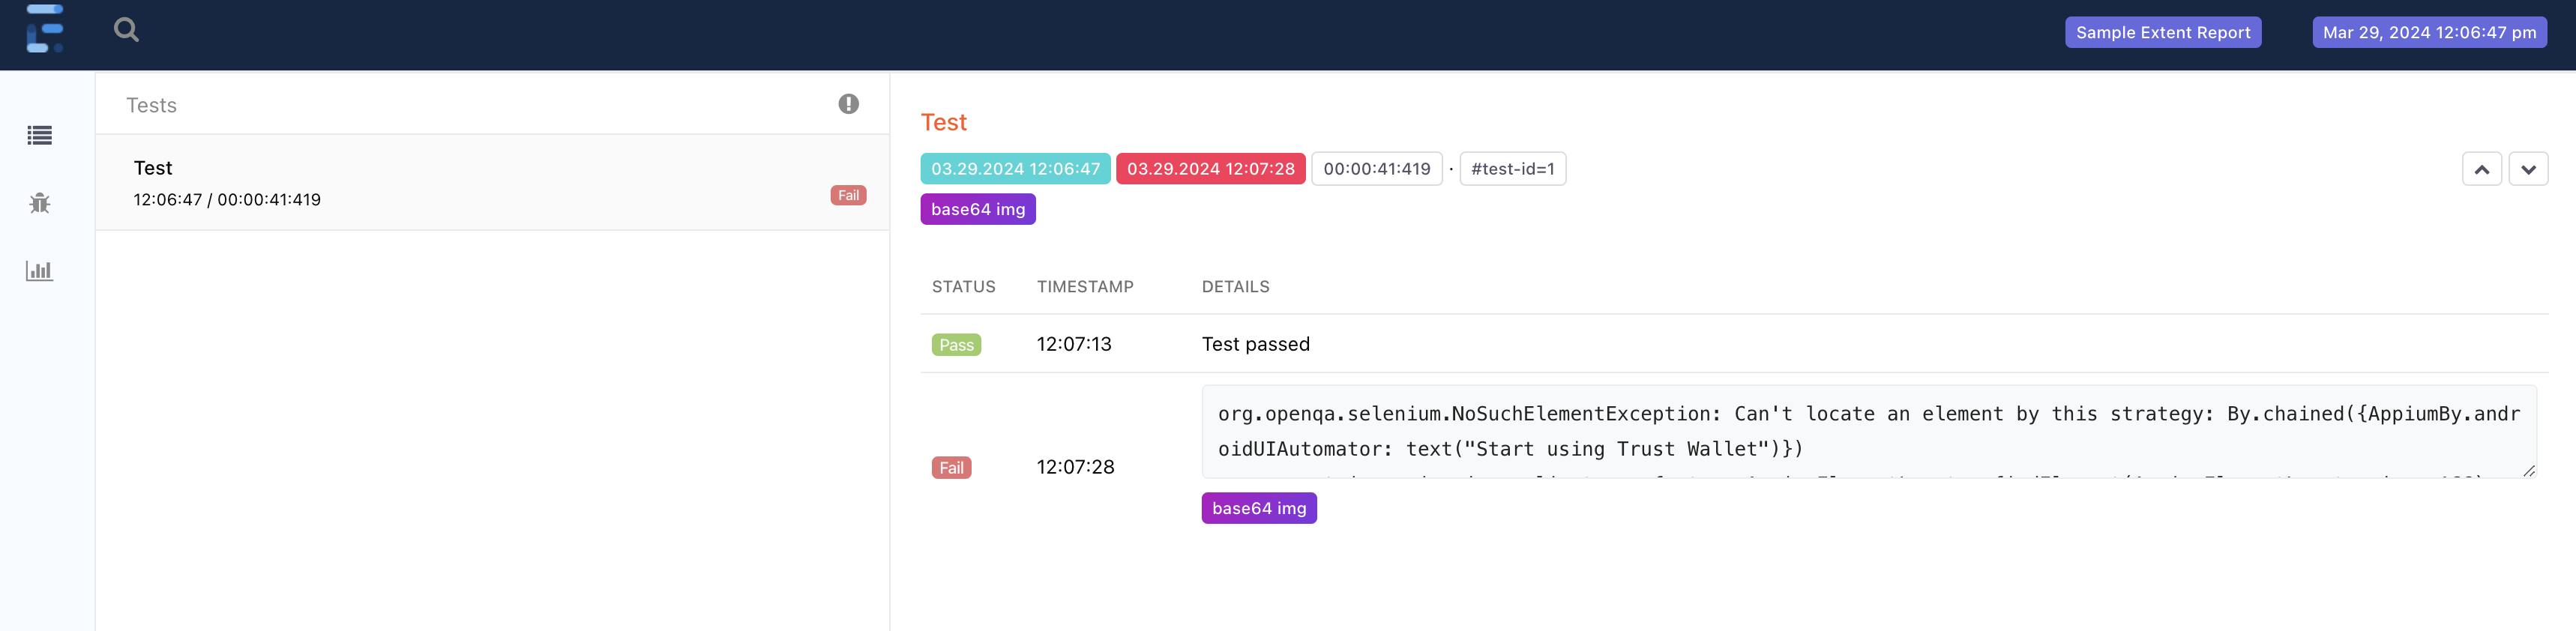 Sample Extent Report
Mar 29, 2024 12:06:47 pm
Tests
Test
12:06:47 / 00:00:41:419
Fail
Test
03.29.2024 12:06:47 03.29.2024 12:07:28 00:00:41:419 · #test-id=1
base64 img
STATUS TIMESTAMP DETAILS
Pass 12:07:13 Test passed
Fail 12:07:28
org.openqa.selenium.NoSuchElementException: Can't locate an element by this strategy: By.chained({AppiumBy.andr
oidUIAutomator: text("Start using Trust Wallet")})
base64 img